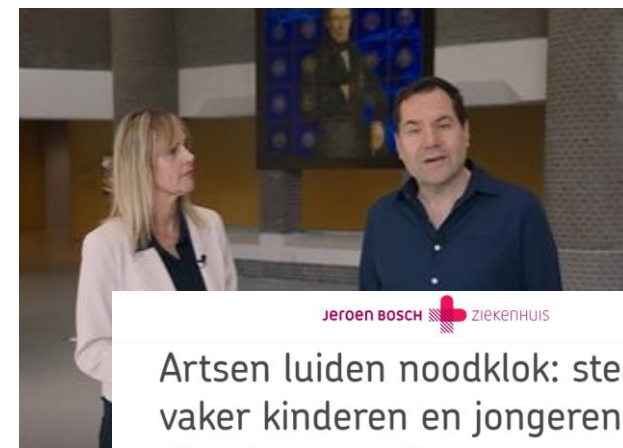 JEROEN BOSCH ZIEKENHUIS
Artsen luiden noodklok: ste
vaker kinderen en jongeren